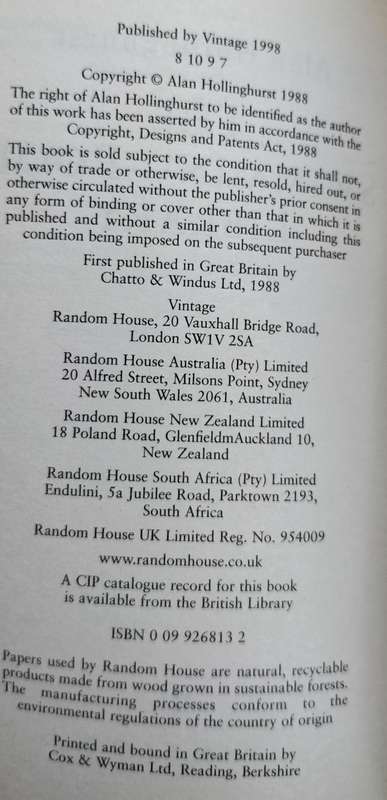 Published by Vintage 1998
8 10 9 7
Copyright © Alan Hollinghurst 1988
The right of Alan Hollinghurst to be identified as the author
of this work has been asserted by him in accordance with the
Copyright, Designs and Patents Act, 1988
This book is sold subject to the condition that it shall not,
by way of trade or otherwise, be lent, resold, hired out, or
otherwise circulated without the publisher's prior consent in
any form of binding or cover other than that in which it is
published and without a similar condition including this
condition being imposed on the subsequent purchaser
First published in Great Britain by
Chatto & Windus Ltd, 1988
Vintage
Random House, 20 Vauxhall Bridge Road,
London SW1V 2SA
Random House Australia (Pty) Limited
20 Alfred Street, Milsons Point, Sydney
New South Wales 2061, Australia
Random House New Zealand Limited
18 Poland Road, GlenfieldmAuckland 10,
New Zealand
Random House South Africa (Pty) Limited
Endulini, 5a Jubilee Road, Parktown 2193,
South Africa
Random House UK Limited Reg. No. 954009
www.randomhouse.co.uk
A CIP catalogue record for this book
is available from the British Library
ISBN 0 09 926813 2
Papers used by Random House are natural, recyclable
products made from wood grown in sustainable forests.
The manufacturing processes conform to the
environmental regulations of the country of origin
Printed and bound in Great Britain by
Cox & Wyman Ltd, Reading, Berkshire